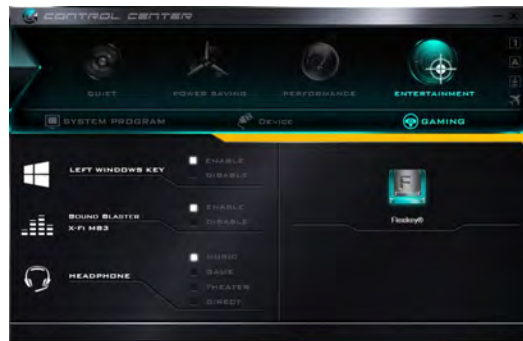 CONTROL CENTER
1
A
QUIET
POWER SAVING
PERFORMANCE
ENTERTAINMENT
SYSTEM PROGRAM
DEVICE
GAMING
LEFT WINDOWS KEY
ENABLE
DISABLE
SOUND BLASTER
X-FI MB3
ENABLE
DISABLE
HEADPHONE
MUSIC
GAME
THEATER
DIRECT
F
Flexikey®